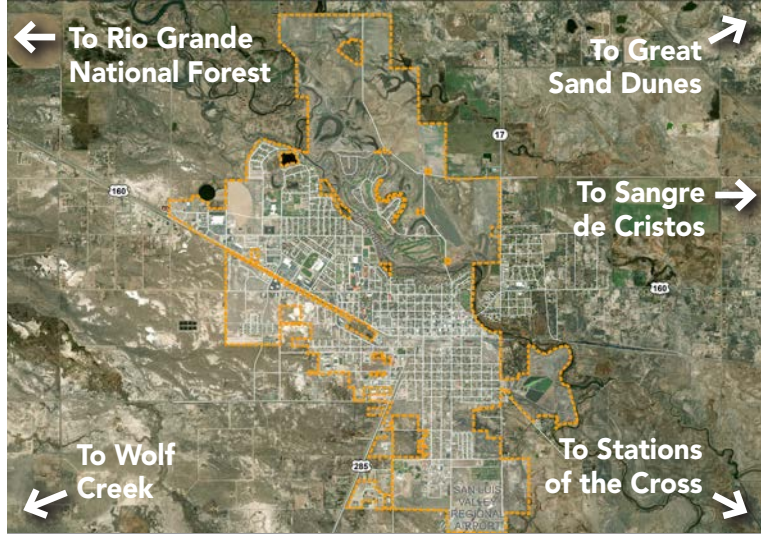 To Rio Grande
National Forest
To Great
Sand Dunes
17
160
To Sangre
de Cristos
160
To Wolf
Creek
285
To Stations
of the Cross
SAN LUIS
VALLEY
REGIONAL
AIRPORT